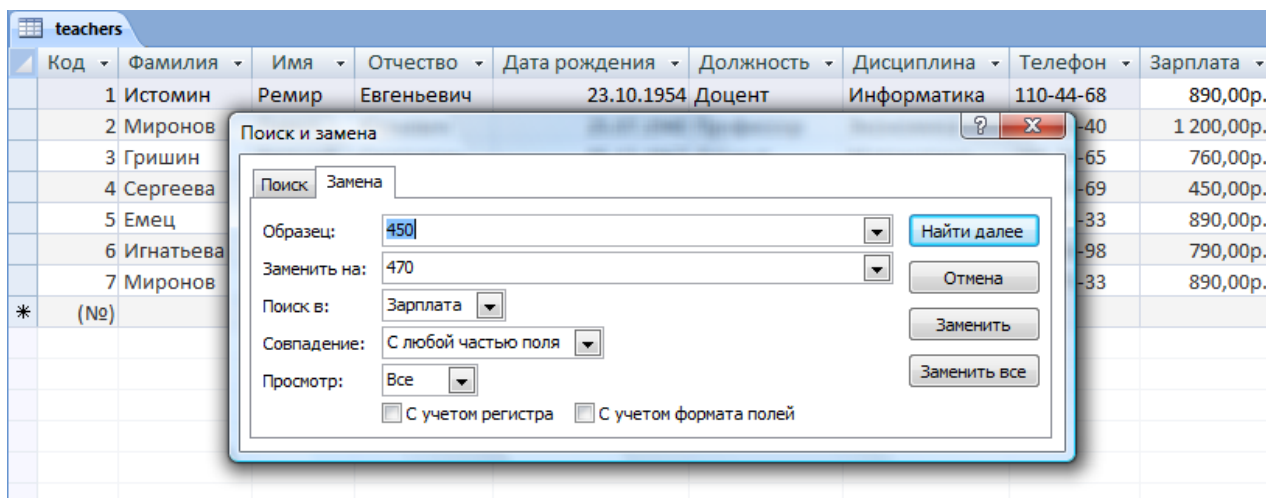 teachers
Код Фамилия Имя Отчество Дата рождения Должность Дисциплина Телефон Зарплата
1 Истомин Ремир Евгеньевич 23.10.1954 Доцент Информатика 110-44-68 890,00р.
2 Миронов -40 1 200,00р.
Поиск и замена
3 Гришин -65 760,00р.
Поиск Замена
4 Сергеева -69 450,00р.
5 Емец -33 890,00р.
Образец: 450 Найти далее
6 Игнатьева -98 790,00р.
Заменить на: 470 Отмена
7 Миронов -33 890,00р.
Поиск в: Зарплата
(№)
Заменить
Совпадение: С любой частью поля
Просмотр: Все Заменить все
С учетом регистра С учетом формата полей